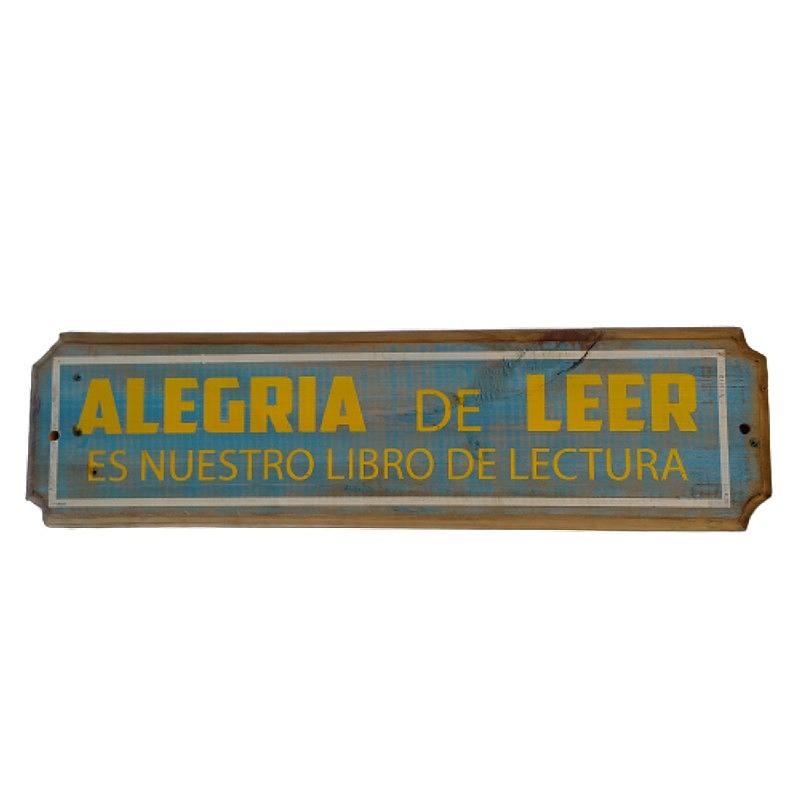 ALEGRIA DE LEER
ES NUESTRO LIBRO DE LECTURA